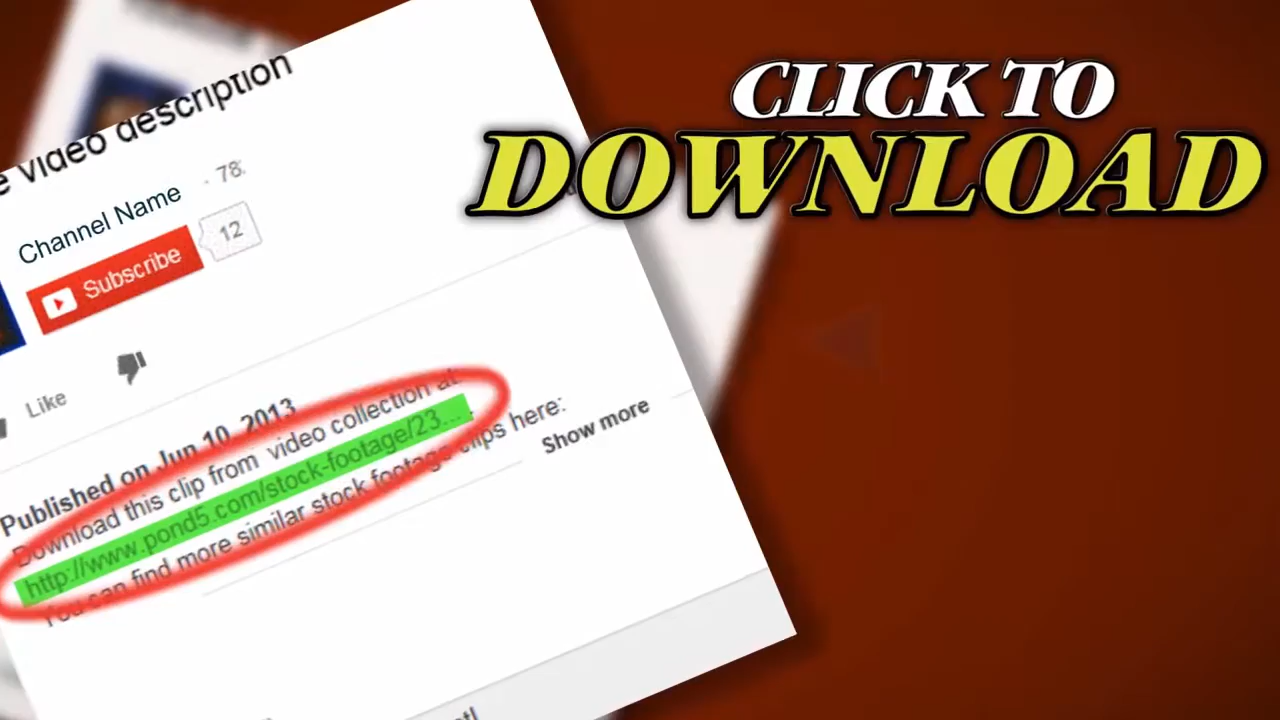 CLICK TO
DOWNLOAD
video description
Channel Name
Subscribe
12
Like
Published on Jun 10, 2013
Download this clip from video collection at
http://www.pond5.com/stock-footage/23...
You can find more similar stock footage clips here:
Show more